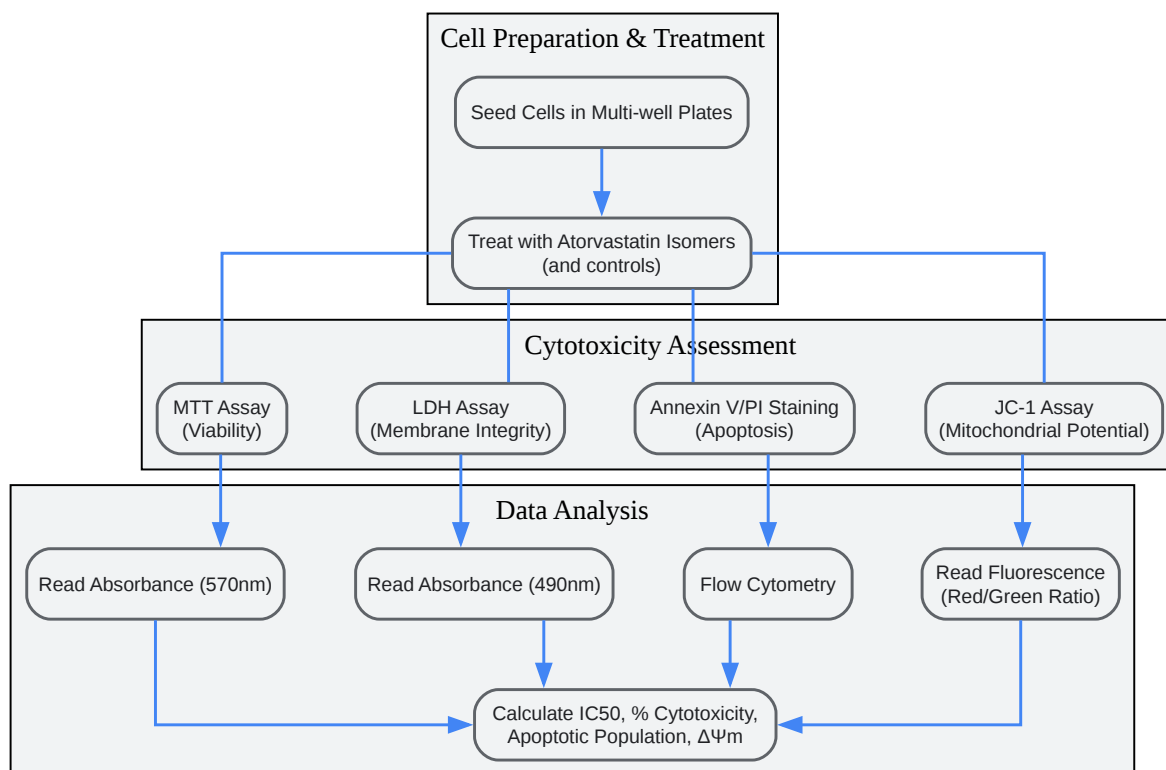 Cell Preparation & Treatment
Seed Cells in Multi-well Plates
Treat with Atorvastatin Isomers
(and controls)
Cytotoxicity Assessment
MTT Assay
(Viability)
LDH Assay
(Membrane Integrity)
Annexin V/PI Staining
(Apoptosis)
JC-1 Assay
(Mitochondrial Potential)
Data Analysis
Read Absorbance (570nm)
Read Absorbance (490nm)
Flow Cytometry
Read Fluorescence
(Red/Green Ratio)
Calculate IC50, % Cytotoxicity,
Apoptotic Population, ΔΨm